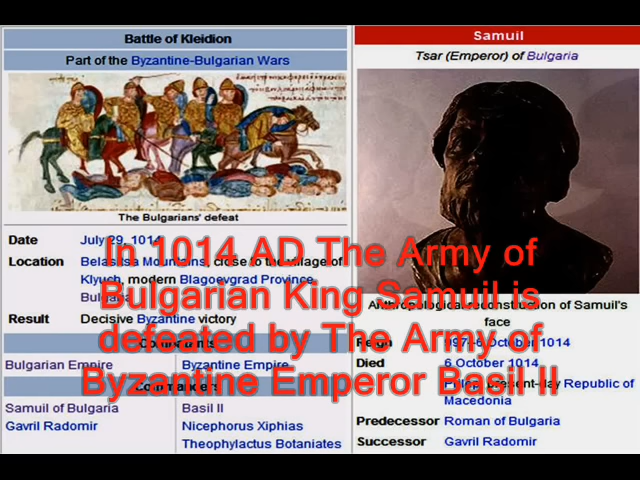 Battle of Kleidion
Part of the Byzantine-Bulgarian Wars
The Bulgarians' defeat
Date July 29, 1014
Location Belasitsa Mountains, close to the village of
Klyuch, modern Blagoevgrad Province,
Bulgaria
Result Decisive Byzantine victory
Combatants
Bulgarian Empire Byzantine Empire
Commanders
Samuil of Bulgaria Basil II
Gavril Radomir Nicephorus Xiphias
Theophylactus Botaniates
Samuil
Tsar (Emperor) of Bulgaria
Anthropological reconstruction of Samuil's
face
Reign 997-6 October 1014
Died 6 October 1014
present-day Republic of
Macedonia
Predecessor Roman of Bulgaria
Successor Gavril Radomir
In 1014 AD The Army of
Bulgarian King Samuil is
defeated by The Army of
Byzantine Emperor Basil II